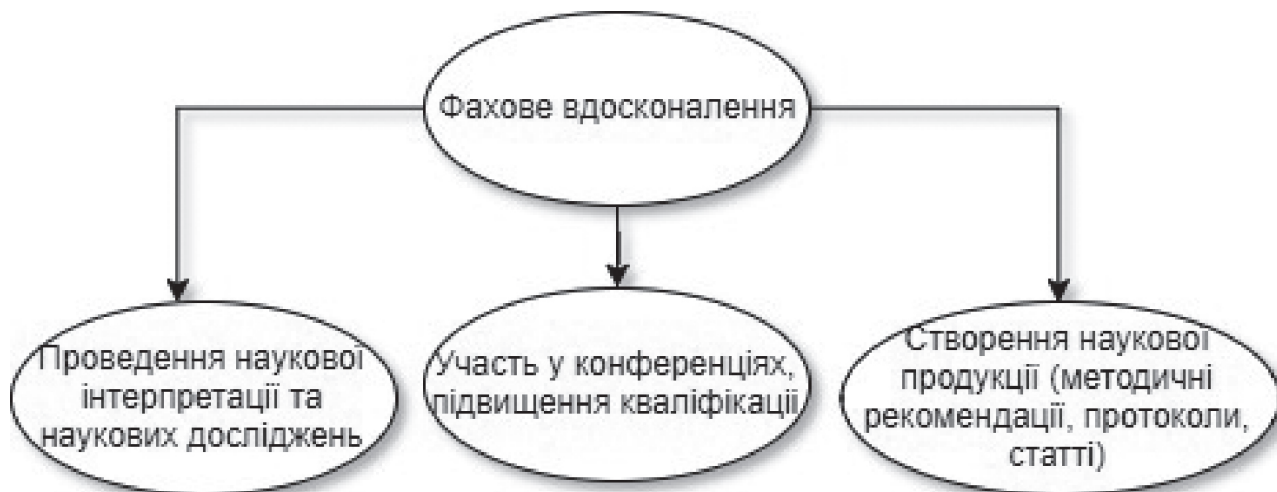 Фахове вдосконалення
Проведення наукової
інтерпретації та
наукових досліджень
Участь у конференціях,
підвищення кваліфікації
Створення наукової
продукції (методичні
рекомендації, протоколи,
статті)